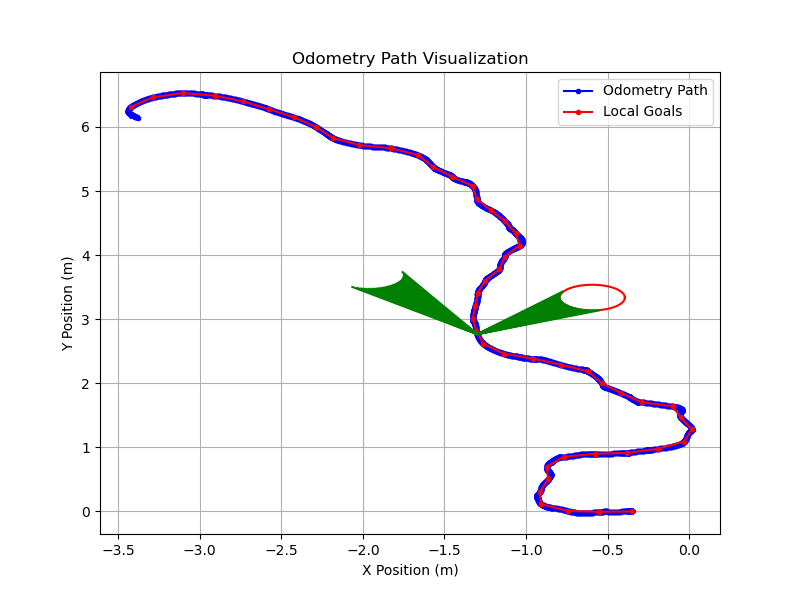 Odometry Path Visualization
Odometry Path
Local Goals
Y Position (m)
6
5
4
3
2
1
0
−3.5 −3.0 −2.5 −2.0 −1.5 −1.0 −0.5 0.0
X Position (m)